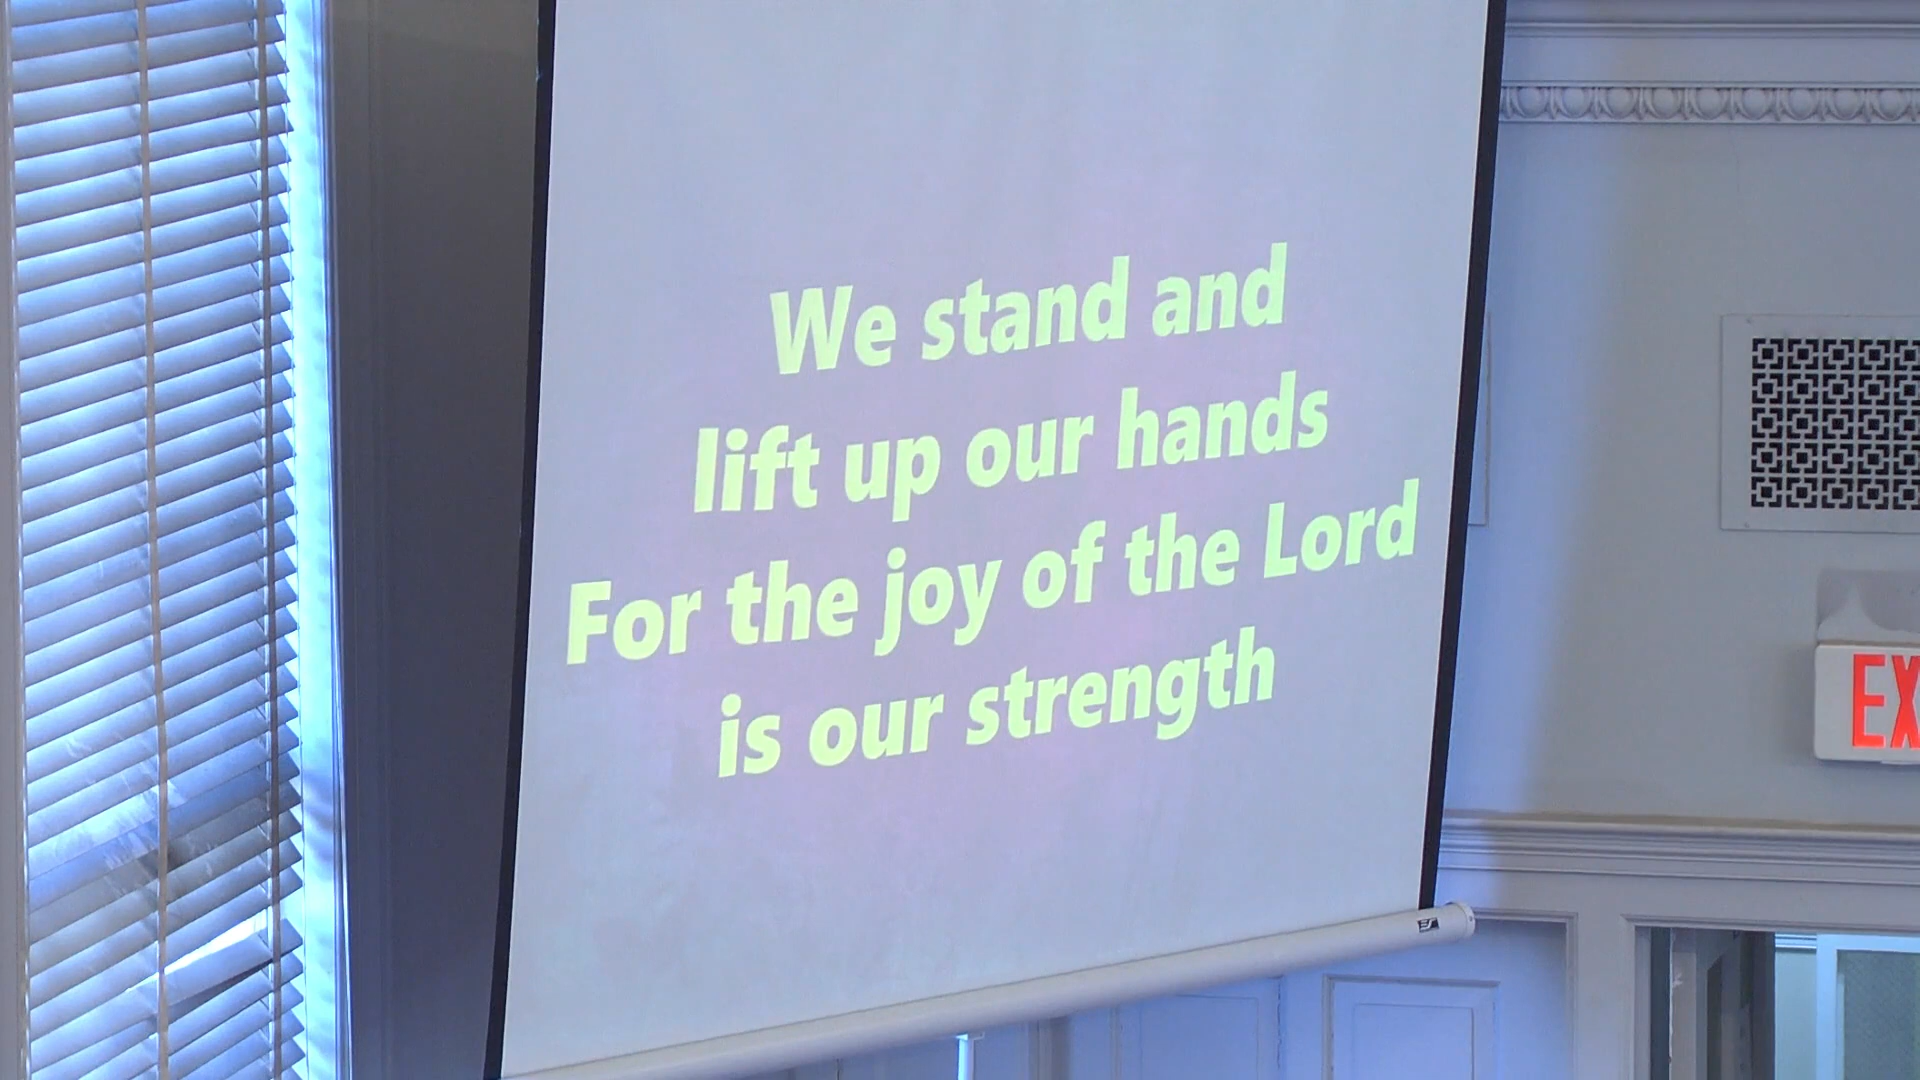 We stand and
lift up our hands
For the joy of the Lord
is our strength
EX